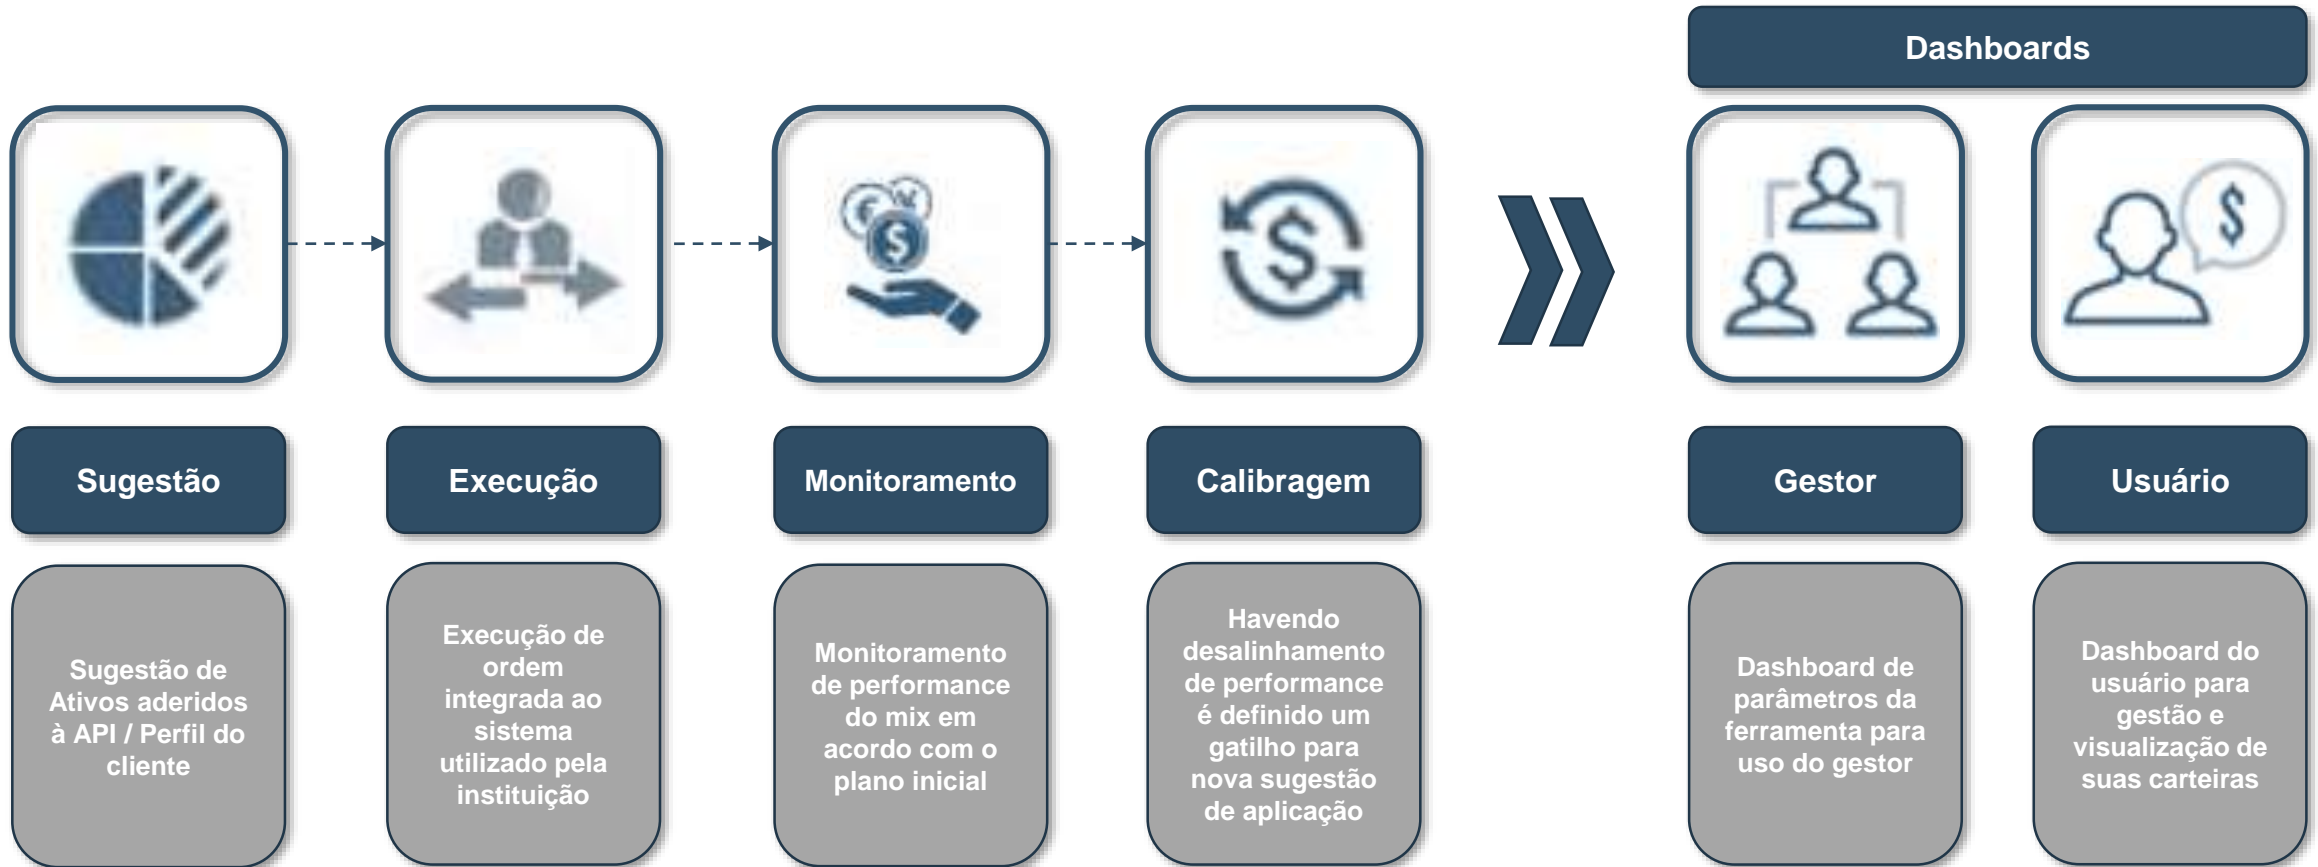 Dashboards
Sugestão
Execução
Monitoramento
Calibragem
Gestor
Usuário
Sugestão de
Ativos aderidos
à API / Perfil do
cliente
Execução de
ordem
integrada ao
sistema
utilizado pela
instituição
Monitoramento
de performance
do mix em
acordo com o
plano inicial
Havendo
desalinhamento
de performance
é definido um
gatilho para
nova sugestão
de aplicação
Dashboard de
parâmetros da
ferramenta para
uso do gestor
Dashboard do
usuário para
gestão e
visualização de
suas carteiras